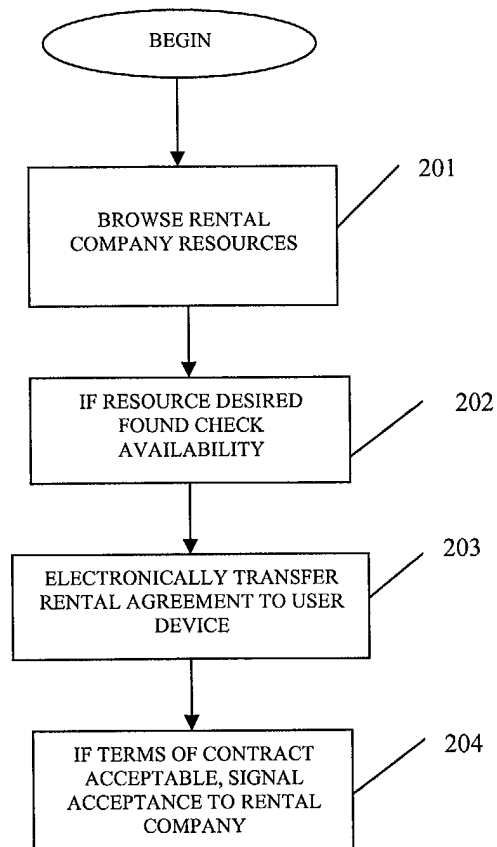 BEGIN
201
BROWSE RENTAL
COMPANY RESOURCES
IF RESOURCE DESIRED
FOUND CHECK
AVAILABILITY
202
203
ELECTRONICALLY TRANSFER
RENTAL AGREEMENT TO USER
DEVICE
204
IF TERMS OF CONTRACT
ACCEPTABLE, SIGNAL
ACCEPTANCE TO RENTAL
COMPANY